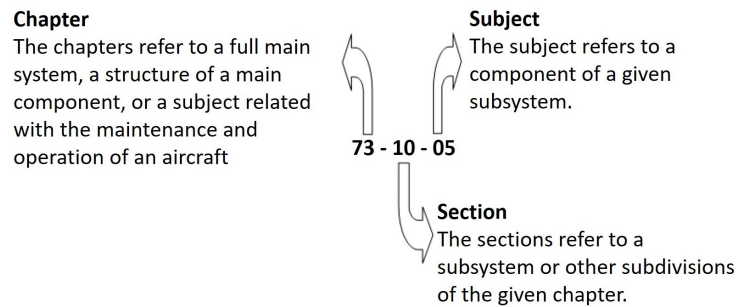 Chapter
The chapters refer to a full main
system, a structure of a main
component, or a subject related
with the maintenance and
operation of an aircraft
Subject
The subject refers to a
component of a given
subsystem.
73 - 10 - 05
Section
The sections refer to a
subsystem or other subdivisions
of the given chapter.